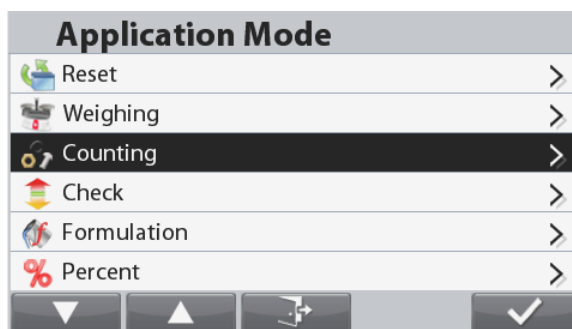 Application Mode
Reset
Weighing
Counting
Check
Formulation
Percent